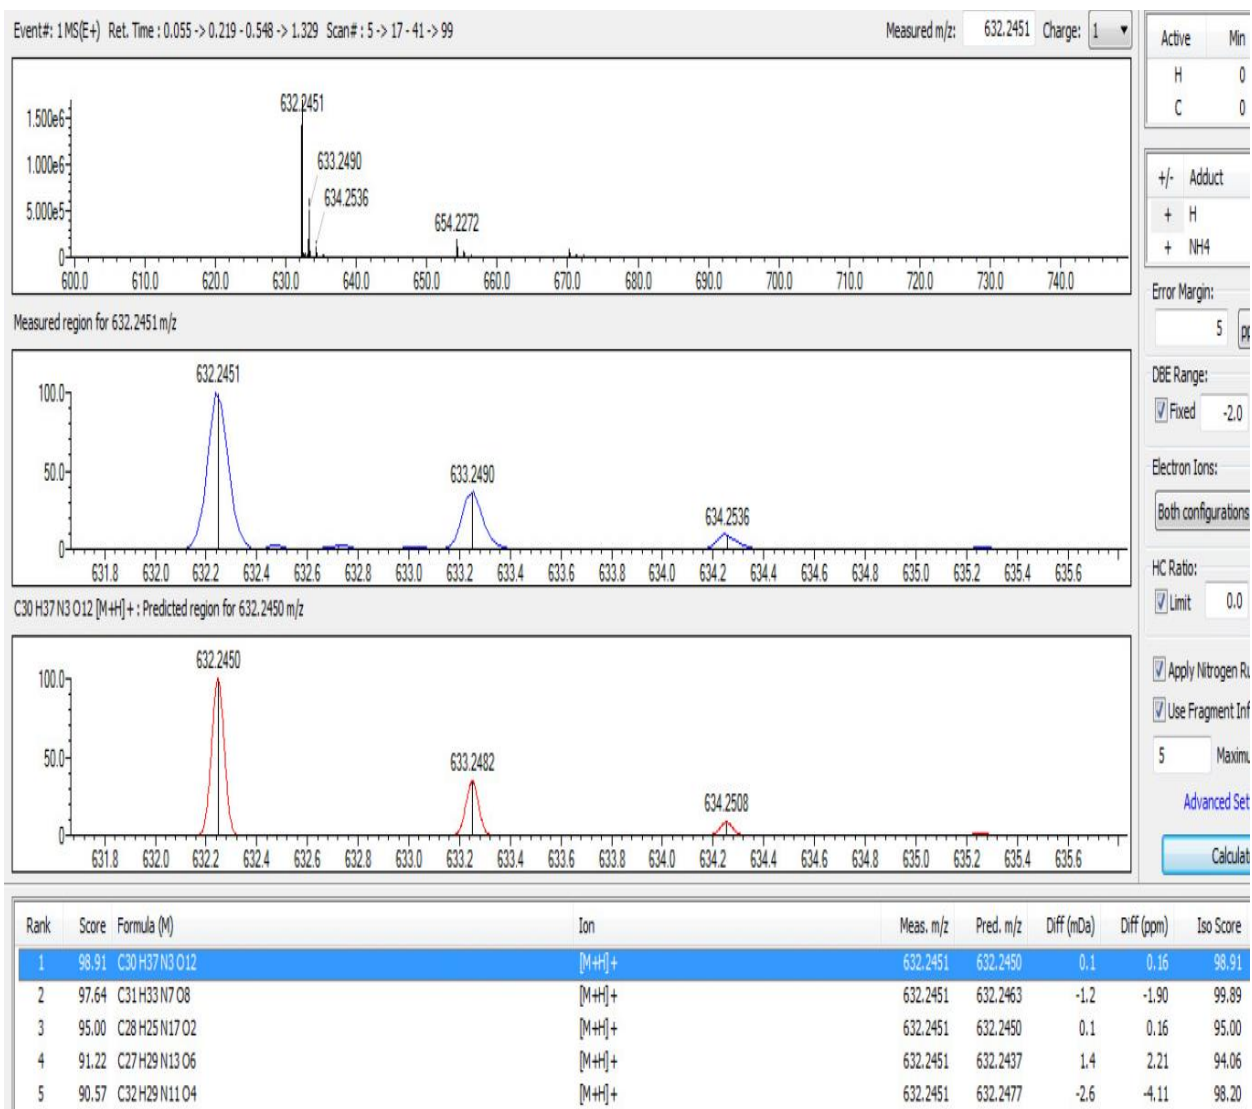 Event#: 1 MS(E+) Ret. Time : 0.055 -> 0.219 - 0.548 -> 1.329 Scan# : 5 -> 17 - 41 -> 99
Measured m/z: 632.2451 Charge: 1
632.2451
1.500e6
633.2490
1.000e6
634.2536
5.000e5
654.2272
0
600.0 610.0 620.0 630.0 640.0 650.0 660.0 670.0 680.0 690.0 700.0 710.0 720.0 730.0 740.0
Measured region for 632.2451 m/z
632.2451
100.0
633.2490
50.0
634.2536
0
631.8 632.0 632.2 632.4 632.6 632.8 633.0 633.2 633.4 633.6 633.8 634.0 634.2 634.4 634.6 634.8 635.0 635.2 635.4 635.6
C30 H37 N3 O12 [M+H]+ : Predicted region for 632.2450 m/z
632.2450
100.0
633.2482
50.0
634.2508
0
631.8 632.0 632.2 632.4 632.6 632.8 633.0 633.2 633.4 633.6 633.8 634.0 634.2 634.4 634.6 634.8 635.0 635.2 635.4 635.6
Active Min
H 0
C 0
+/- Adduct
+ H
+ NH4
Error Margin:
5
DBE Range:
Fixed -2.0
Electron Ions:
Both configurations
HC Ratio:
Limit 0.0
Apply Nitrogen Ru
Use Fragment Inf
5 Maximu
Advanced Set
Calculat
Rank Score Formula (M) Ion Meas. m/z Pred. m/z Diff (mDa) Diff (ppm) Iso Score
1 98.91 C30 H37 N3 O12 [M+H]+ 632.2451 632.2450 0.1 0.16 98.91
2 97.64 C31 H33 N7 O8 [M+H]+ 632.2451 632.2463 -1.2 -1.90 99.89
3 95.00 C28 H25 N17 O2 [M+H]+ 632.2451 632.2450 0.1 0.16 95.00
4 91.22 C27 H29 N13 O6 [M+H]+ 632.2451 632.2437 1.4 2.21 94.06
5 90.57 C32 H29 N11 O4 [M+H]+ 632.2451 632.2477 -2.6 -4.11 98.20